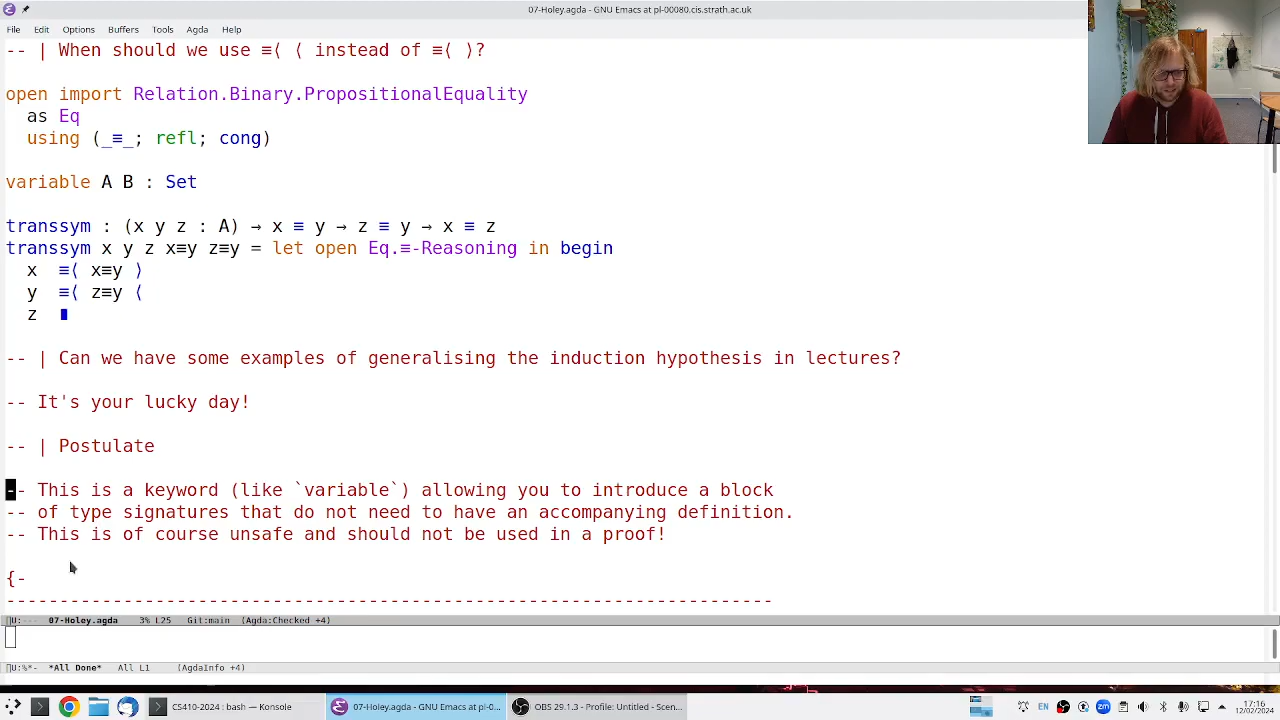 07-Holey.agda - GNU Emacs at pl-00080.cis.strath.ac.uk
File Edit Options Buffers Tools Agda Help
-- | When should we use ≡⟨ ⟨ instead of ≡⟨ ⟩?
open import Relation.Binary.PropositionalEquality
as Eq
using (_≡_; refl; cong)
variable A B : Set
transsym : (x y z : A) → x ≡ y → z ≡ y → x ≡ z
transsym x y z x≡y z≡y = let open Eq.≡-Reasoning in begin
x ≡⟨ x≡y ⟩
y ≡⟨ z≡y ⟨
z ∎
-- | Can we have some examples of generalising the induction hypothesis in lectures?
-- It's your lucky day!
-- | Postulate
-- This is a keyword (like `variable`) allowing you to introduce a block
-- of type signatures that do not need to have an accompanying definition.
-- This is of course unsafe and should not be used in a proof!
{-
------------------------------------------------------------------------
U:--- 07-Holey.agda 3% L25 Git:main (Agda:Checked +4)
U:%*- *All Done* All L1 (AgdaInfo +4)
CS410-2024 : bash — Kons... 07-Holey.agda - GNU Emacs at pl-0... OBS 29.1.3 - Profile: Untitled - Scen... EN zm 17:16
12/02/2024